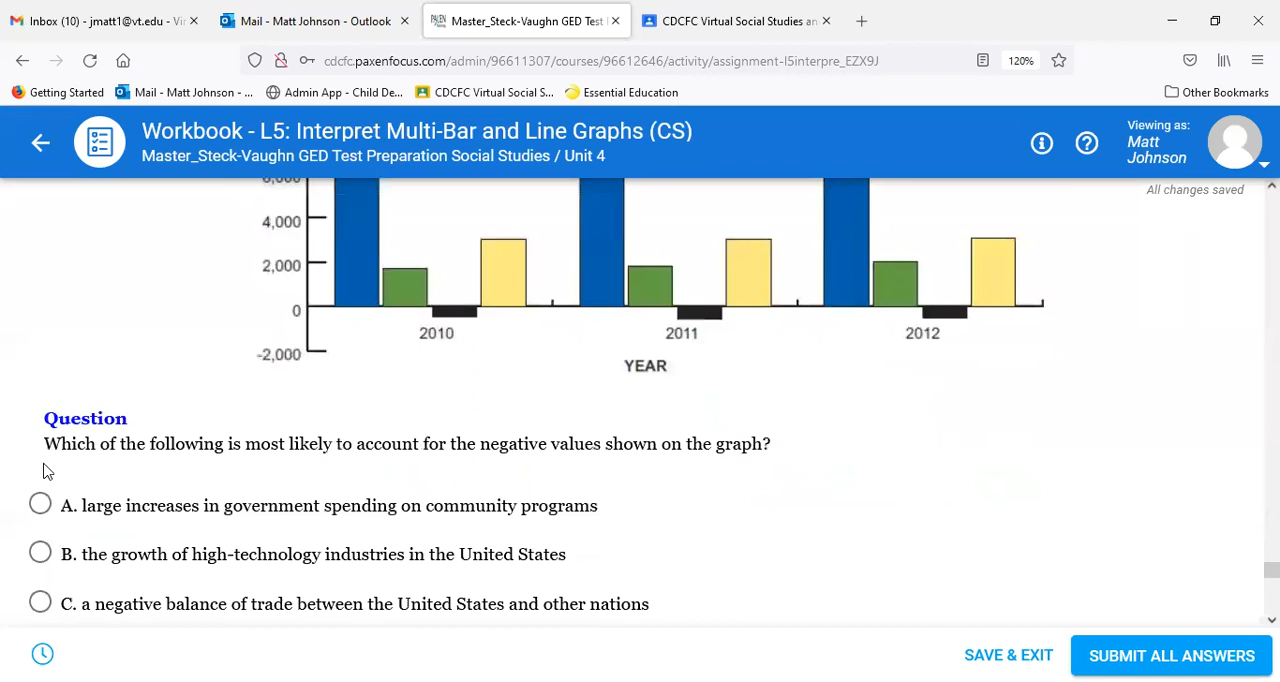 Inbox (10) - jmatt1@vt.edu - Vir
Mail - Matt Johnson - Outlook
Master_Steck-Vaughn GED Test
CDCFC Virtual Social Studies an
cdcfc.paxenfocus.com/admin/96611307/courses/96612646/activity/assignment-l5interpre_EZX9J
120%
Getting Started
Mail - Matt Johnson - ...
Admin App - Child De...
CDCFC Virtual Social S...
Essential Education
Other Bookmarks
Workbook - L5: Interpret Multi-Bar and Line Graphs (CS)
Master_Steck-Vaughn GED Test Preparation Social Studies / Unit 4
Viewing as:
Matt
Johnson
All changes saved
6,000
4,000
2,000
0
-2,000
2010
2011
2012
YEAR
Question
Which of the following is most likely to account for the negative values shown on the graph?
A. large increases in government spending on community programs
B. the growth of high-technology industries in the United States
C. a negative balance of trade between the United States and other nations
SAVE & EXIT
SUBMIT ALL ANSWERS